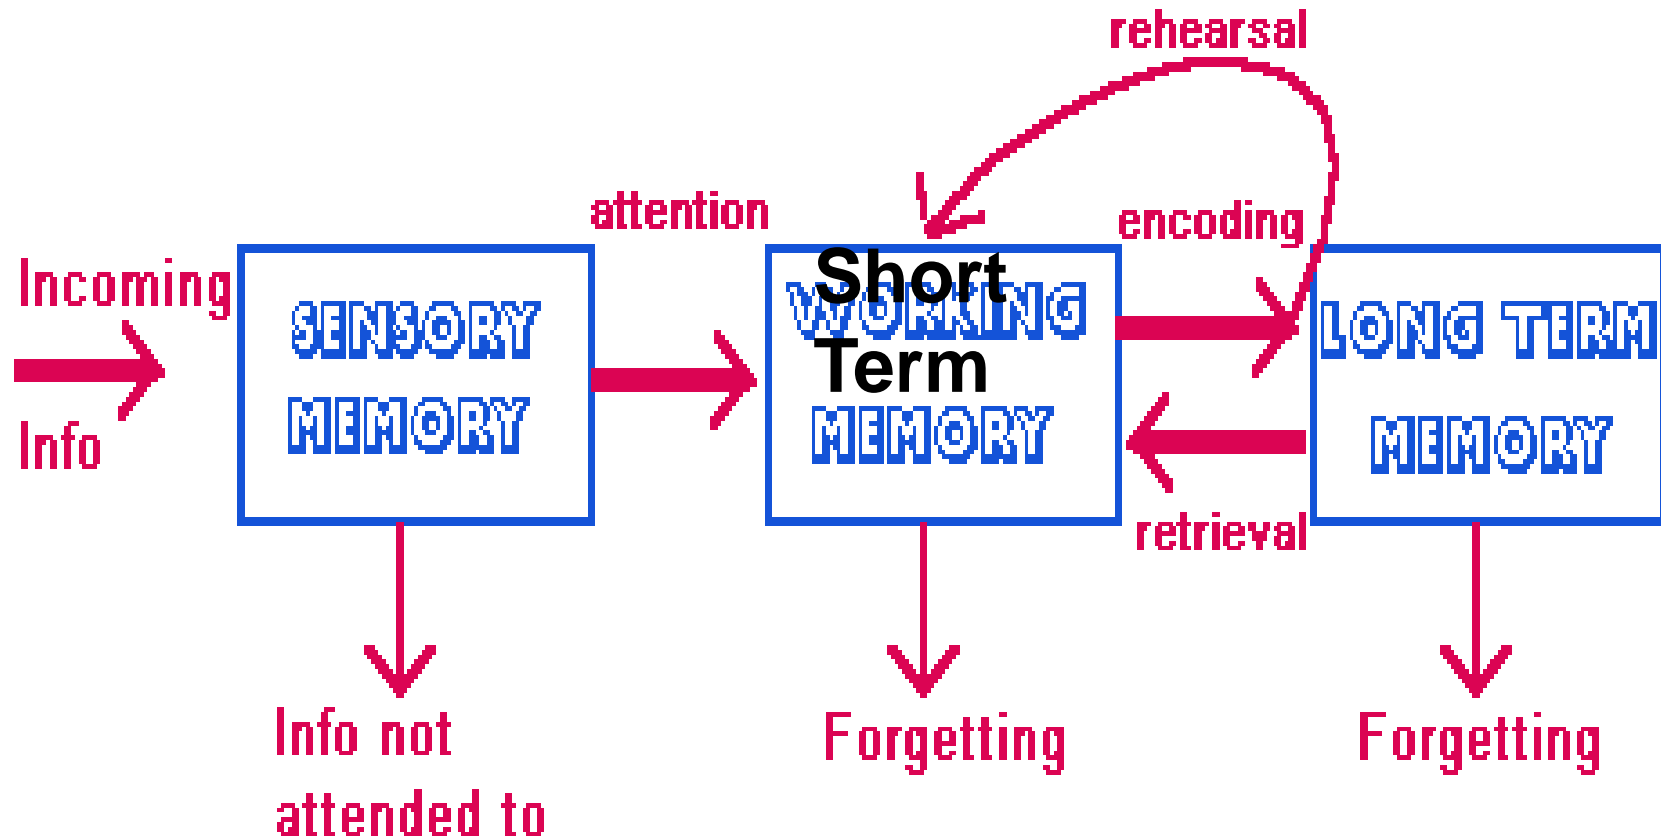 rehearsal
attention
encoding
Incoming
Info
SENSORY
MEMORY
Short
WORKING
Term
MEMORY
LONG TERM
MEMORY
retrieval
Info not
attended to
Forgetting
Forgetting